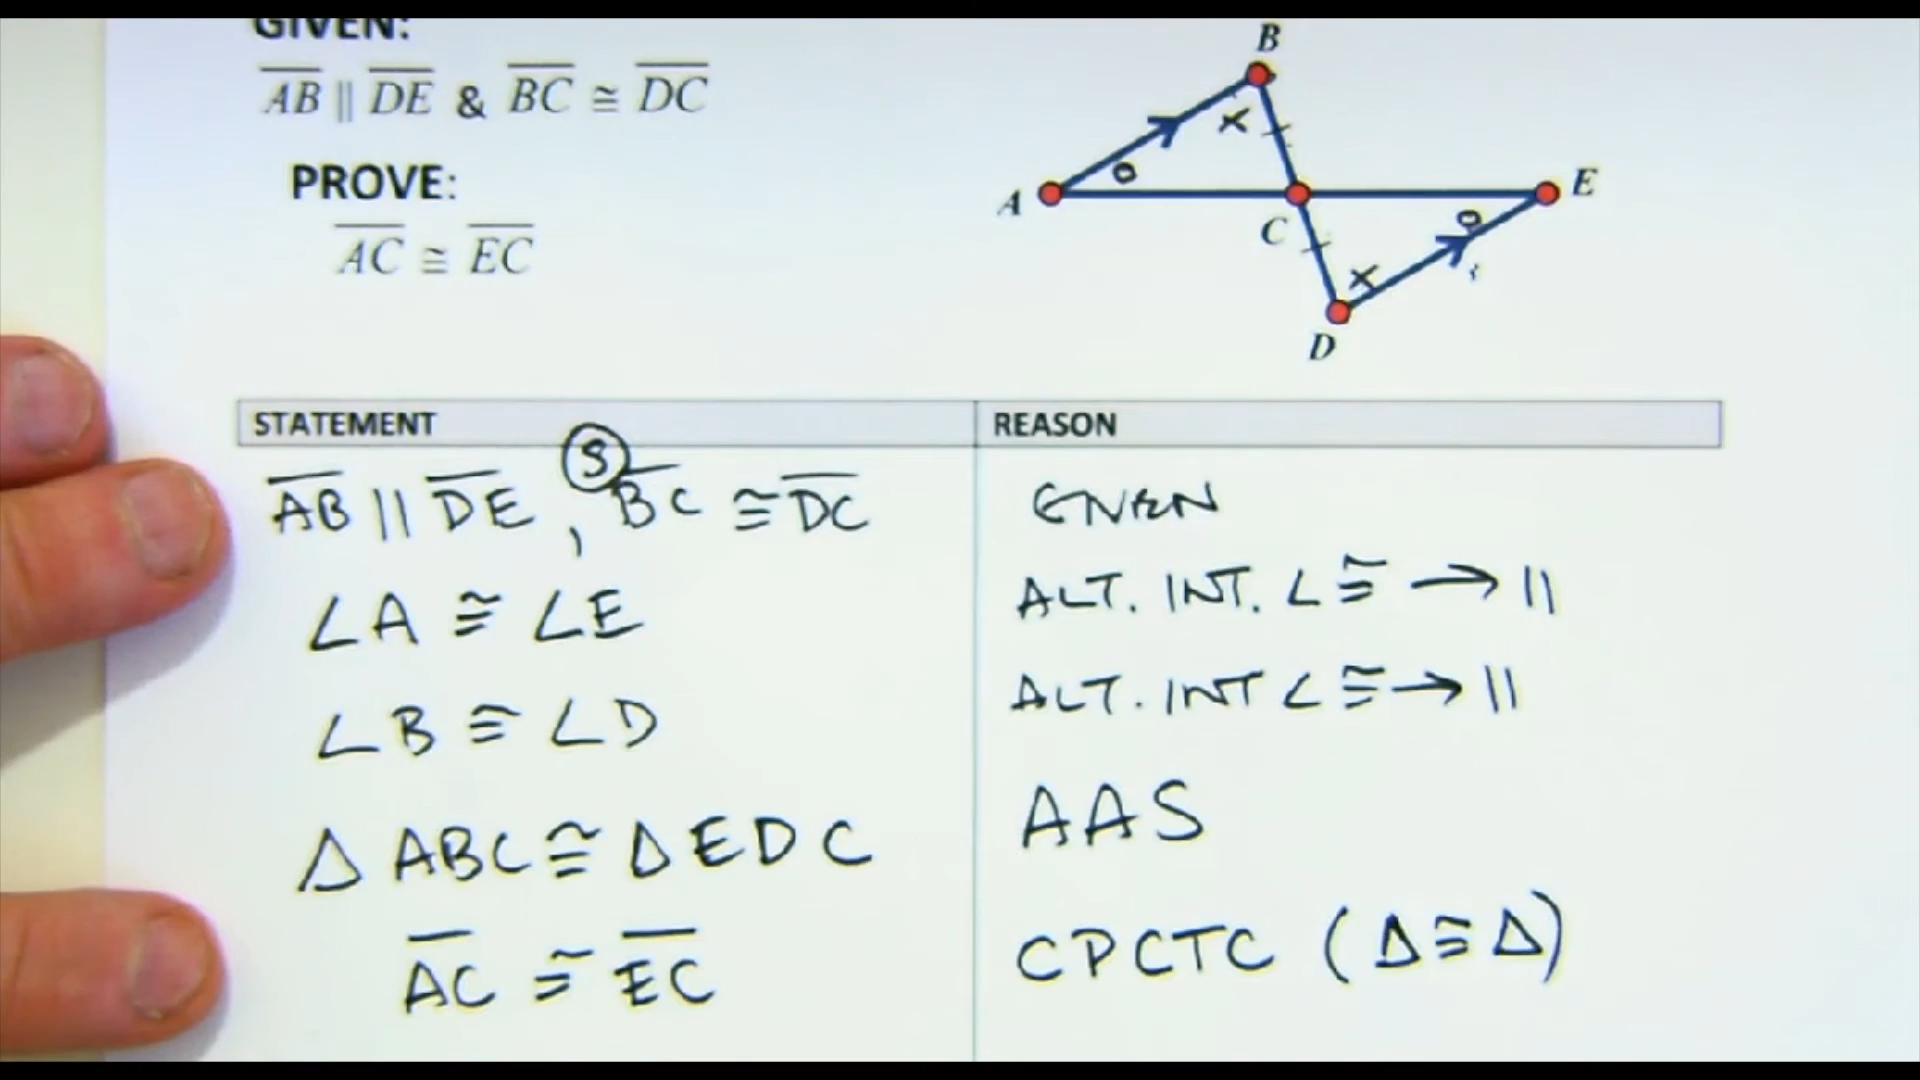 GIVEN:
AB || DE & BC ≅ DC
PROVE:
AC ≅ EC
B
A
E
C
D
x
o
o
x
STATEMENT
REASON
S
AB || DE, BC ≅ DC
GIVEN
∠A ≅ ∠E
ALT. INT. ∠ ≅ → ||
∠B ≅ ∠D
ALT. INT ∠ ≅ → ||
Δ ABC ≅ Δ EDC
AAS
AC ≅ EC
CPCTC (Δ ≅ Δ)